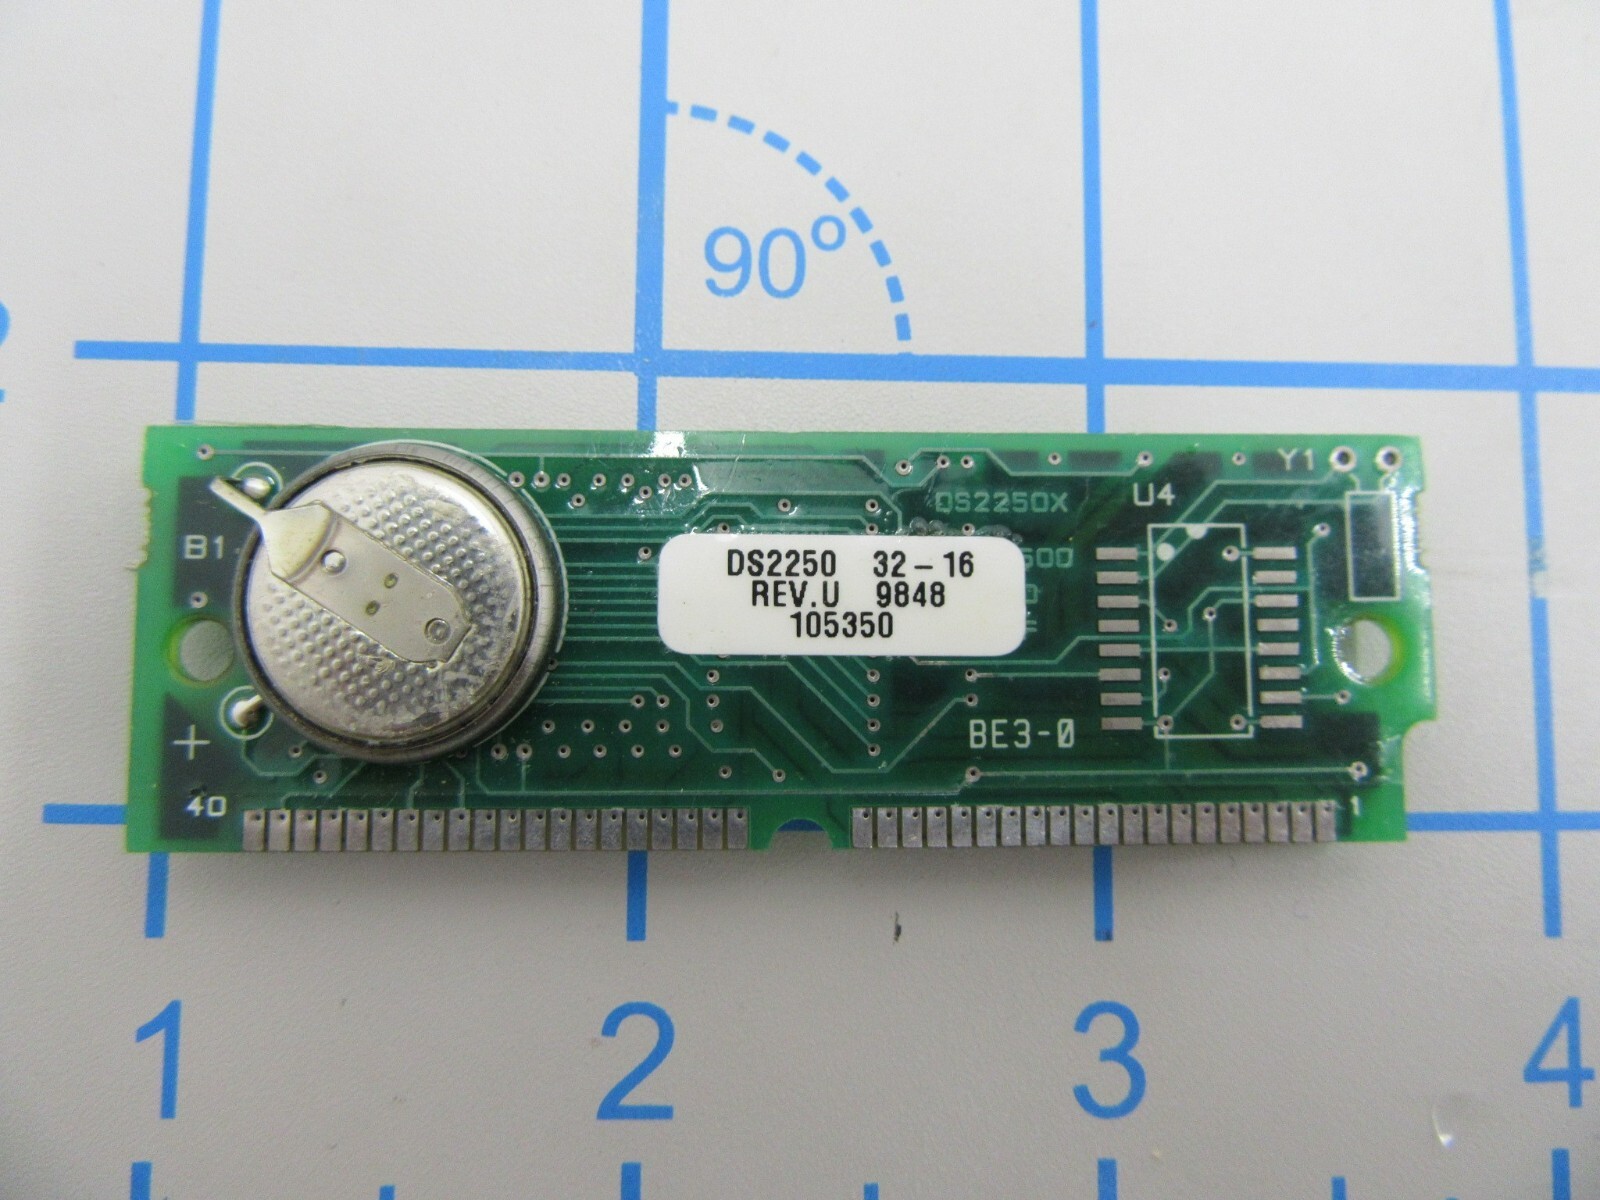 90°
Y1
DS2250X
U4
B1
DS2250 32-16
REV.U 9848
105350
BE3-0
+
40
1
1 2 3 4